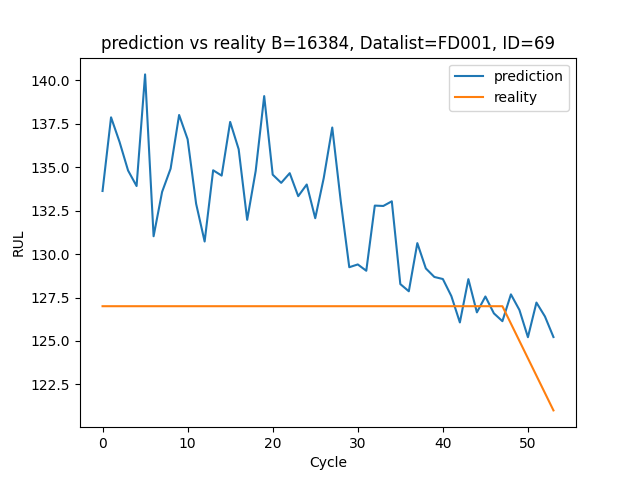 prediction vs reality B=16384, Datalist=FD001, ID=69
prediction
reality
140.0
137.5
135.0
132.5
130.0
127.5
125.0
122.5
RUL
0 10 20 30 40 50
Cycle